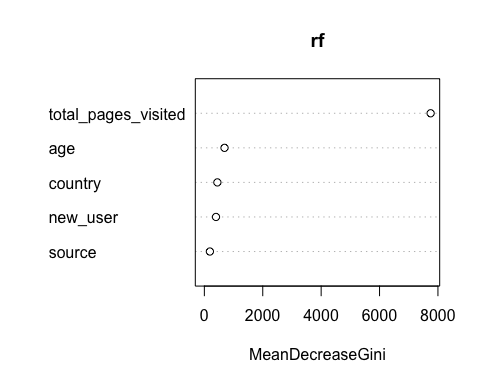 rf
total_pages_visited
age
country
new_user
source
0 2000 4000 6000 8000
MeanDecreaseGini